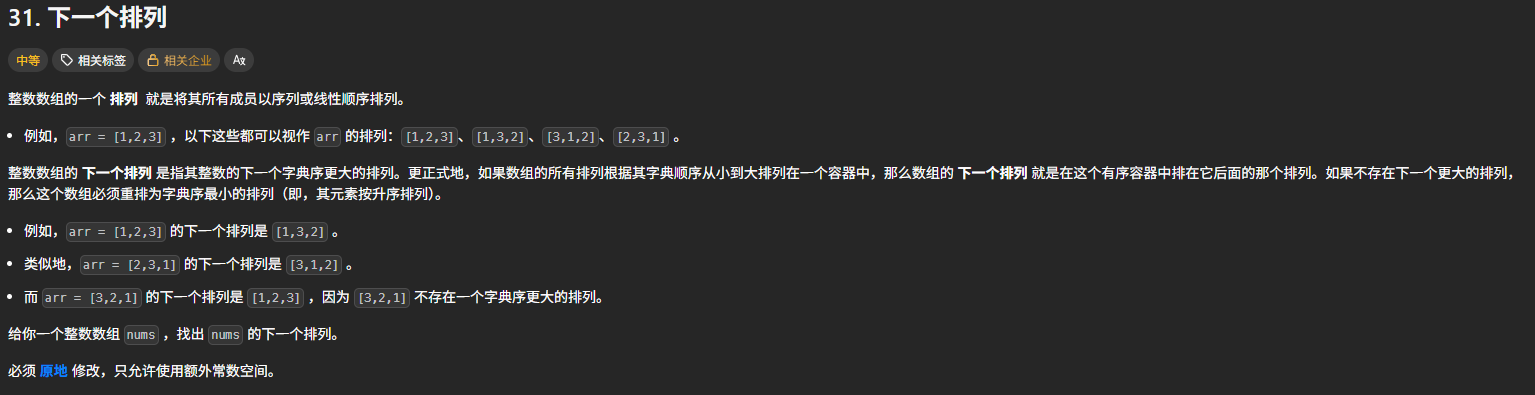 31. 下一个排列
中等 相关标签 相关企业 A文
整数数组的一个 排列 就是将其所有成员以序列或线性顺序排列。
• 例如，arr = [1,2,3] ，以下这些都可以视作 arr 的排列：[1,2,3]、[1,3,2]、[3,1,2]、[2,3,1] 。
整数数组的 下一个排列 是指其整数的下一个字典序更大的排列。更正式地，如果数组的所有排列根据其字典顺序从小到大排列在一个容器中，那么数组的 下一个排列 就是在这个有序容器中排在它后面的那个排列。如果不存在下一个更大的排列，
那么这个数组必须重排为字典序最小的排列（即，其元素按升序排列）。
• 例如，arr = [1,2,3] 的下一个排列是 [1,3,2] 。
• 类似地，arr = [2,3,1] 的下一个排列是 [3,1,2] 。
• 而 arr = [3,2,1] 的下一个排列是 [1,2,3] ，因为 [3,2,1] 不存在一个字典序更大的排列。
给你一个整数数组 nums ，找出 nums 的下一个排列。
必须 原地 修改，只允许使用额外常数空间。